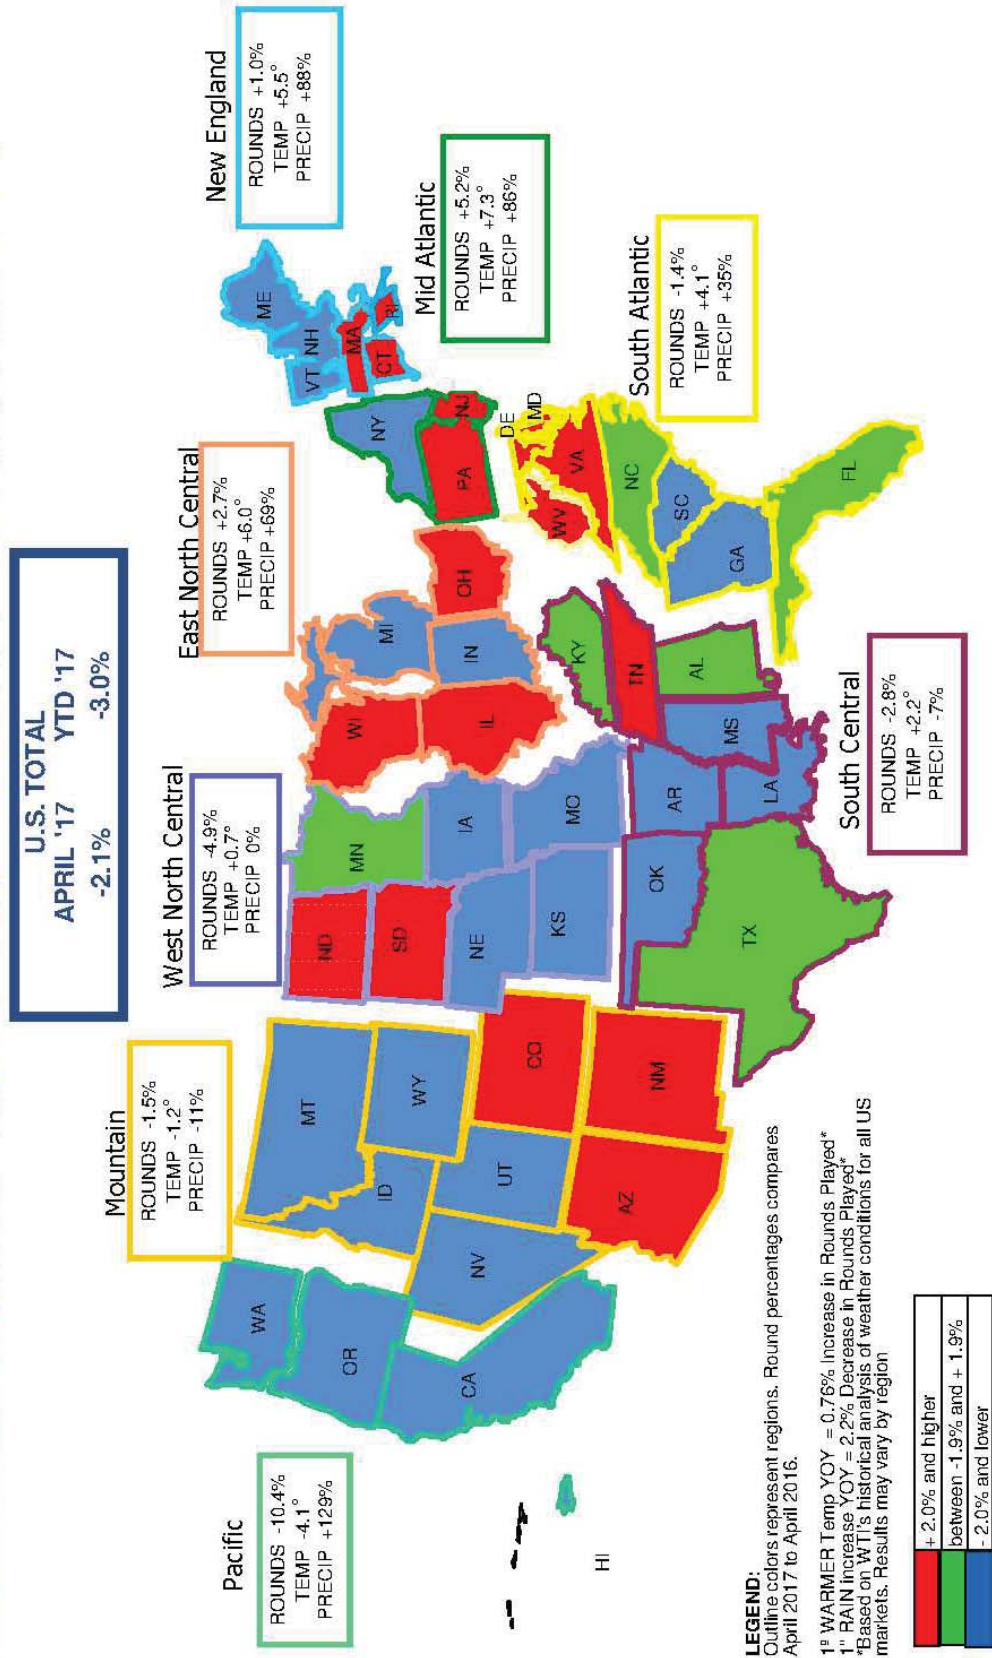 U.S. TOTAL
APRIL '17 YTD '17
-2.1% -3.0%
Pacific
ROUNDS -10.4%
TEMP -4.1°
PRECIP +129%
Mountain
ROUNDS -1.5%
TEMP -1.2°
PRECIP -11%
West North Central
ROUNDS -4.9%
TEMP +0.7°
PRECIP 0%
East North Central
ROUNDS +2.7%
TEMP +6.0°
PRECIP +69%
New England
ROUNDS +1.0%
TEMP +5.5°
PRECIP +88%
Mid Atlantic
ROUNDS +5.2%
TEMP +7.3°
PRECIP +86%
South Atlantic
ROUNDS -1.4%
TEMP +4.1°
PRECIP +35%
South Central
ROUNDS -2.8%
TEMP +2.2°
PRECIP -7%
WA
OR
CA
HI
MT
ID
WY
NV
UT
CO
AZ
NM
ND
SD
NE
KS
MN
IA
MO
WI
MI
IL
IN
OH
KY
TN
AL
MS
AR
LA
OK
TX
ME
NH
VT
MA
CT
RI
NY
PA
NJ
DE
MD
WV
VA
NC
SC
GA
FL
LEGEND:
Outline colors represent regions. Round percentages compares
April 2017 to April 2016.
1º WARMER Temp YOY = 0.76% Increase in Rounds Played*
1" RAIN increase YOY = 2.2% Decrease in Rounds Played*
*Based on WTI's historical analysis of weather conditions for all US
markets. Results may vary by region
+ 2.0% and higher
between -1.9% and + 1.9%
- 2.0% and lower